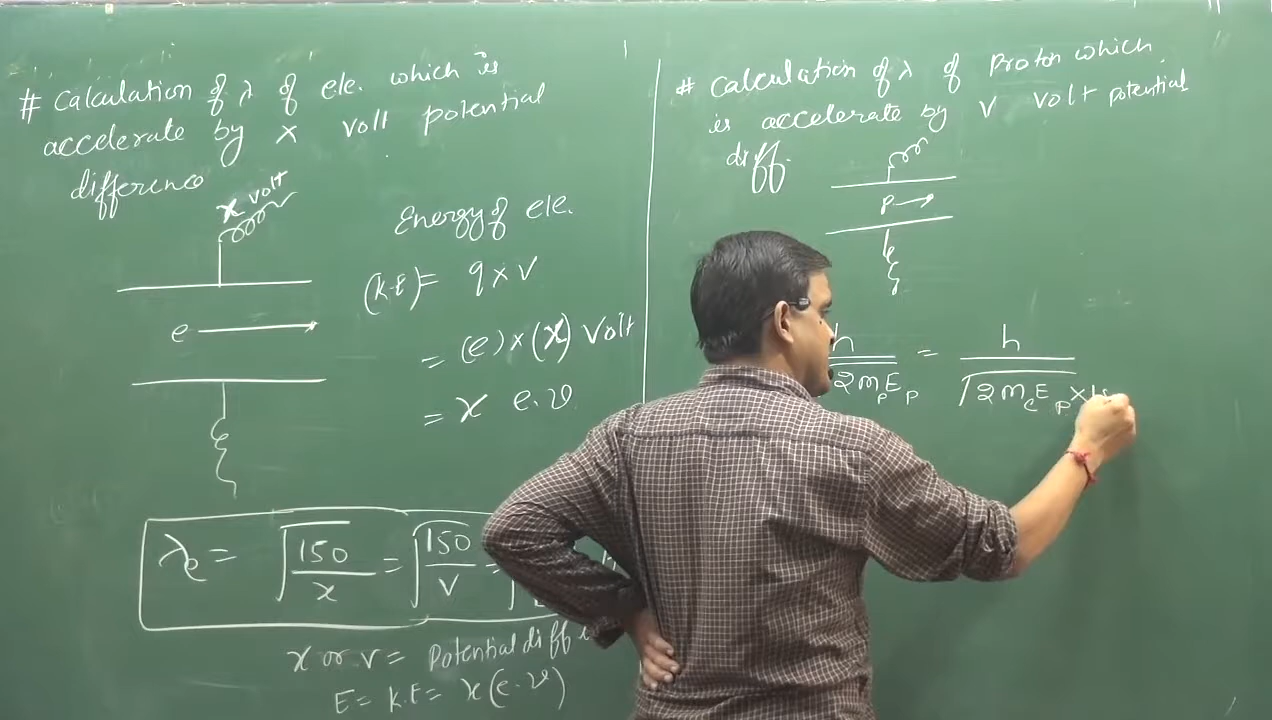 # Calculation of λ of ele. which is
accelerate by x volt potential
difference
x volt
e
Energy of ele.
(K.E) = q × V
= (e) × (x) Volt
= x e.v
λe = √150/x = √150/V =
x or V = Potential diff
E = K.E = x (e.v)
# Calculation of λ of Proton which
is accelerate by V volt potential
diff.
P
h/√2mpEp = h/√2meEp ×